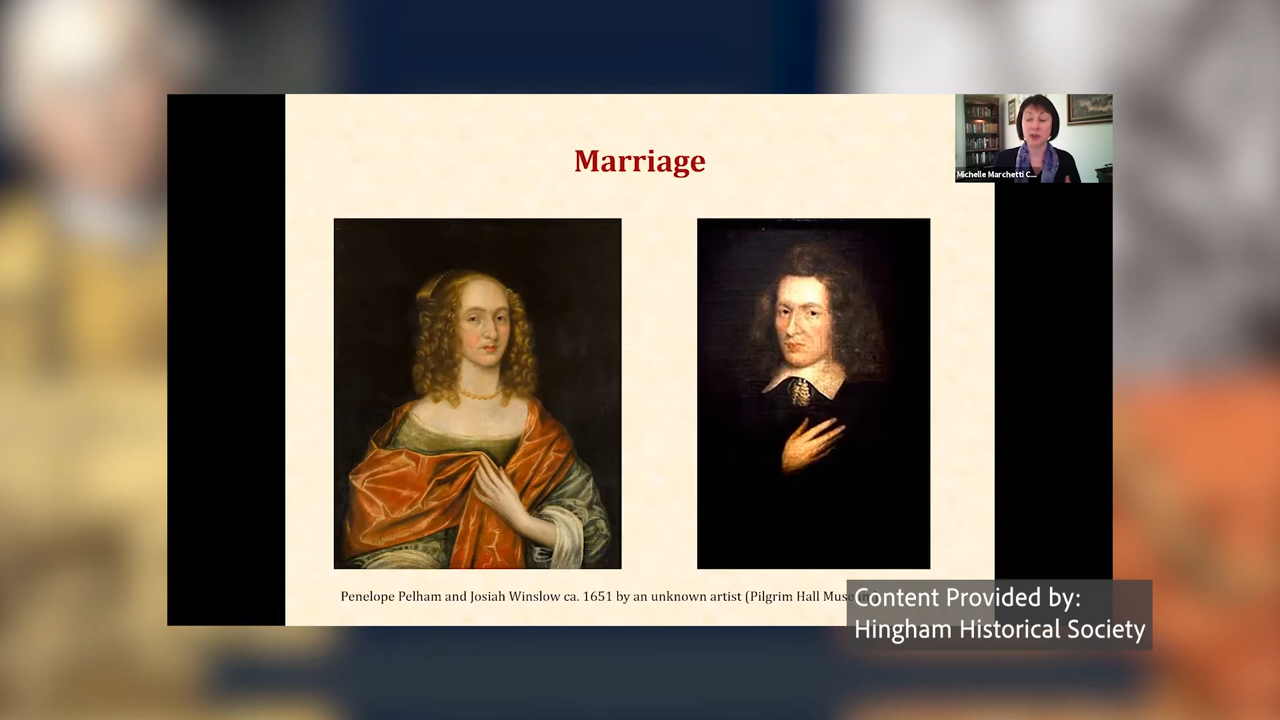 Marriage
Michelle Marchetti C...
Penelope Pelham and Josiah Winslow ca. 1651 by an unknown artist (Pilgrim Hall Museum
Content Provided by:
Hingham Historical Society